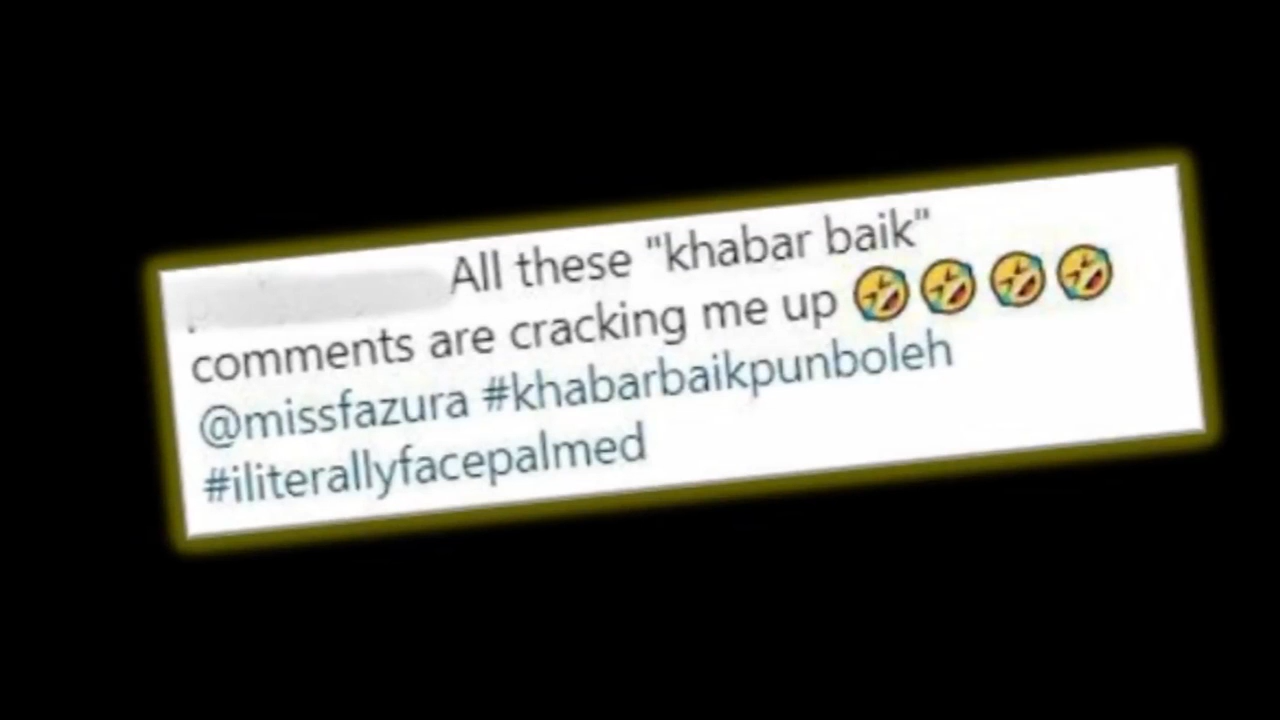 All these "khabar baik"
comments are cracking me up 🤣🤣🤣🤣
@missfazura #khabarbaikpunboleh
#iliterallyfacepalmed